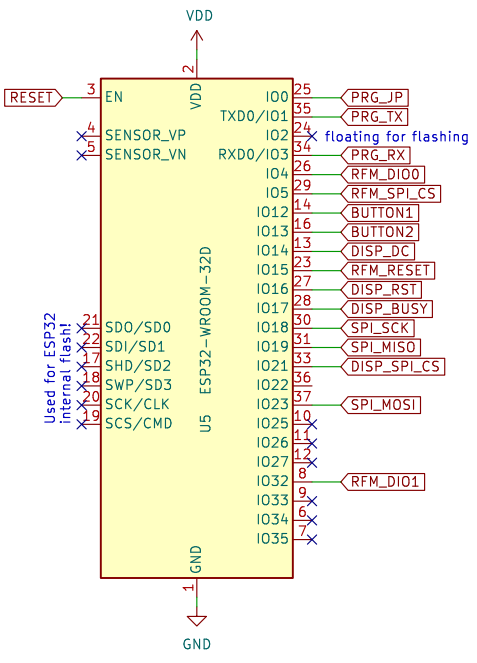 VDD
2
VDD
RESET 3 EN IO0 25 PRG_JP
TXD0/IO1 35 PRG_TX
4 SENSOR_VP IO2 24 floating for flashing
5 SENSOR_VN RXD0/IO3 34 PRG_RX
IO4 26 RFM_DIO0
IO5 29 RFM_SPI_CS
IO12 14 BUTTON1
IO13 16 BUTTON2
IO14 13 DISP_DC
IO15 23 RFM_RESET
IO16 27 DISP_RST
IO17 28 DISP_BUSY
21 SDO/SD0 IO18 30 SPI_SCK
22 SDI/SD1 IO19 31 SPI_MISO
17 SHD/SD2 IO21 33 DISP_SPI_CS
18 SWP/SD3 IO22 36
20 SCK/CLK IO23 37 SPI_MOSI
19 SCS/CMD IO25 10
IO26 11
IO27 12
IO32 8 RFM_DIO1
IO33 9
IO34 6
IO35 7
Used for ESP32
internal flash!
ESP32-WROOM-32D
U5
GND
1
GND